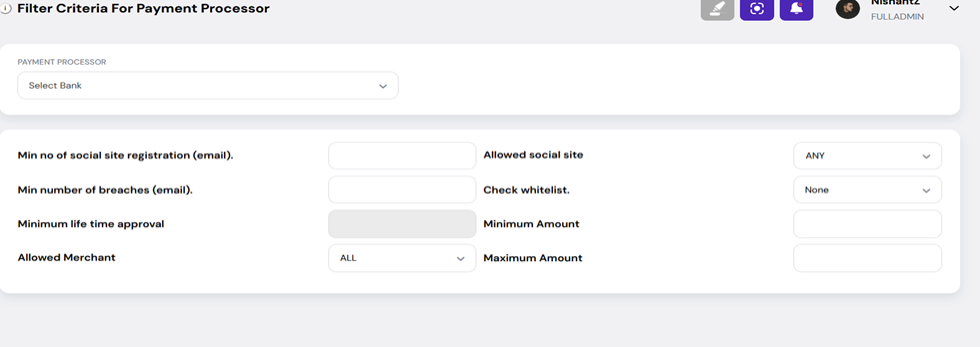 Filter Criteria For Payment Processor
NishantZ
FULLADMIN
PAYMENT PROCESSOR
Select Bank
Min no of social site registration (email).
Allowed social site
ANY
Min number of breaches (email).
Check whitelist.
None
Minimum life time approval
Minimum Amount
Allowed Merchant
ALL
Maximum Amount